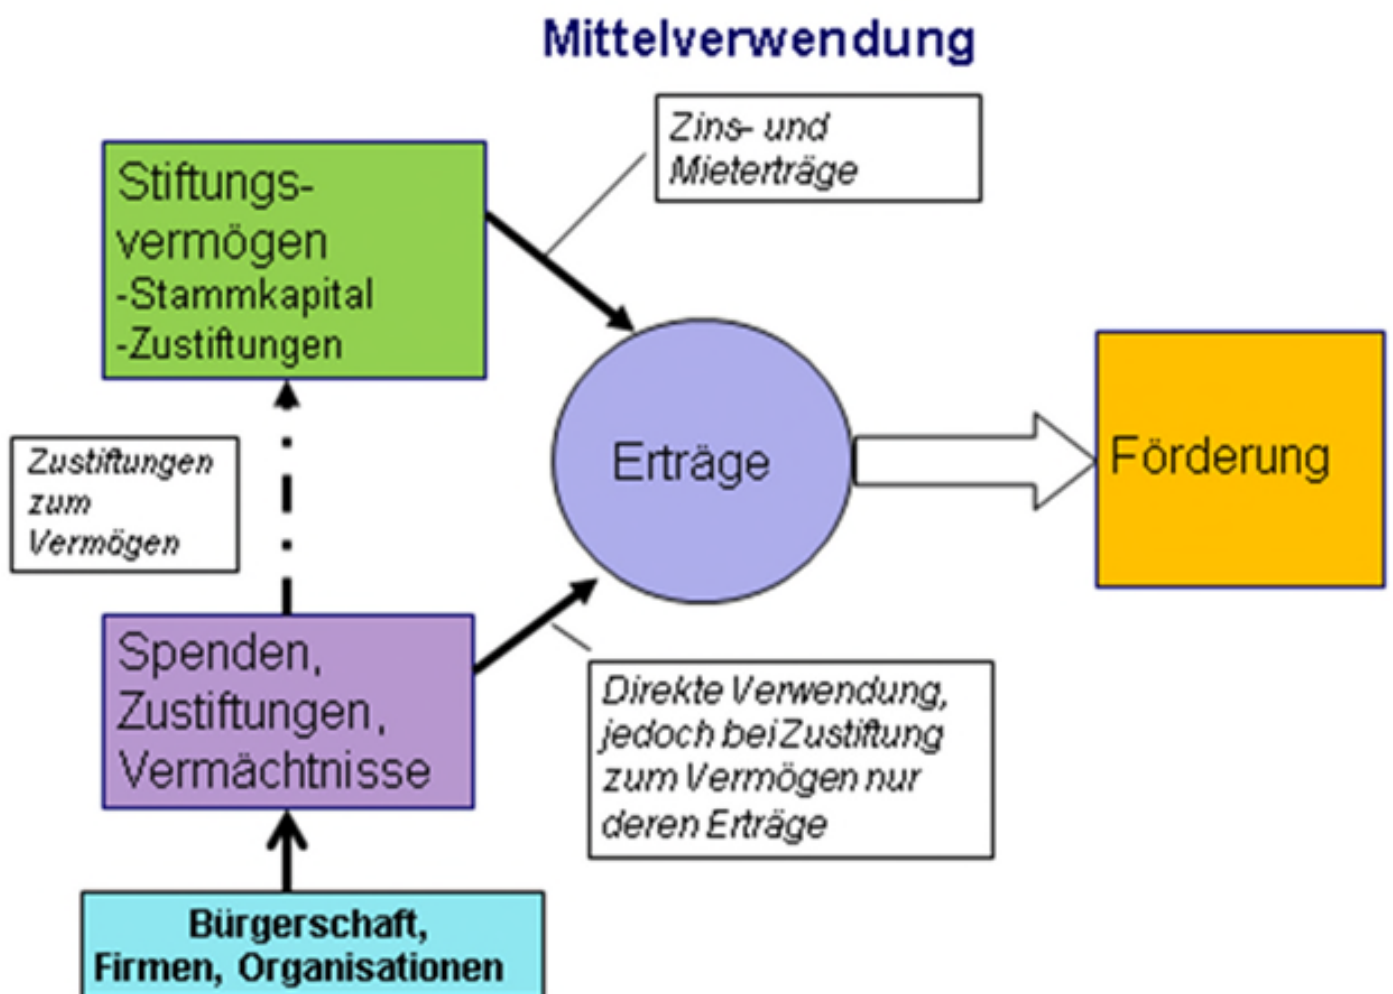 Mittelverwendung
Zins- und
Mieterträge
Stiftungs-
vermögen
-Stammkapital
-Zustiftungen
Erträge
Förderung
Zustiftungen
zum
Vermögen
Spenden,
Zustiftungen,
Vermächtnisse
Direkte Verwendung,
jedoch bei Zustiftung
zum Vermögen nur
deren Erträge
Bürgerschaft,
Firmen, Organisationen